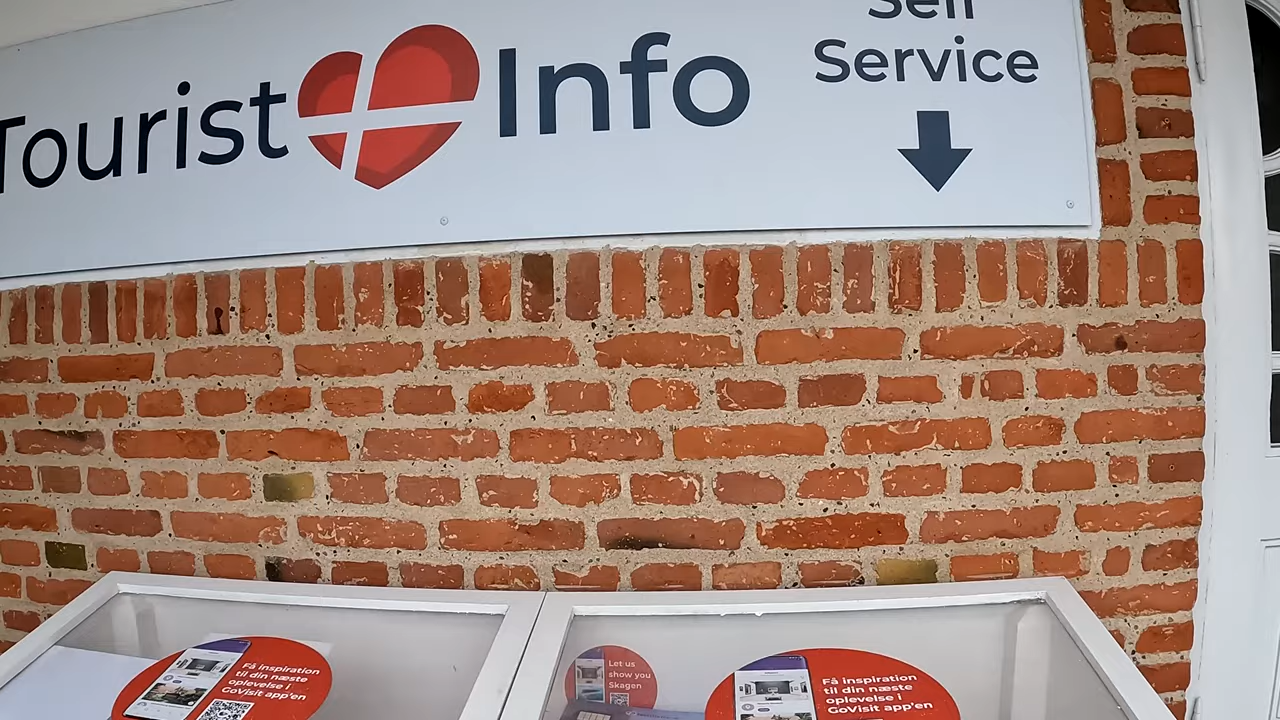 Tourist Info
Self
Service
Få inspiration
til din næste
oplevelse i
GoVisit app'en
Let us
show you
Skagen
Få inspiration
til din næste
oplevelse i
GoVisit app'en